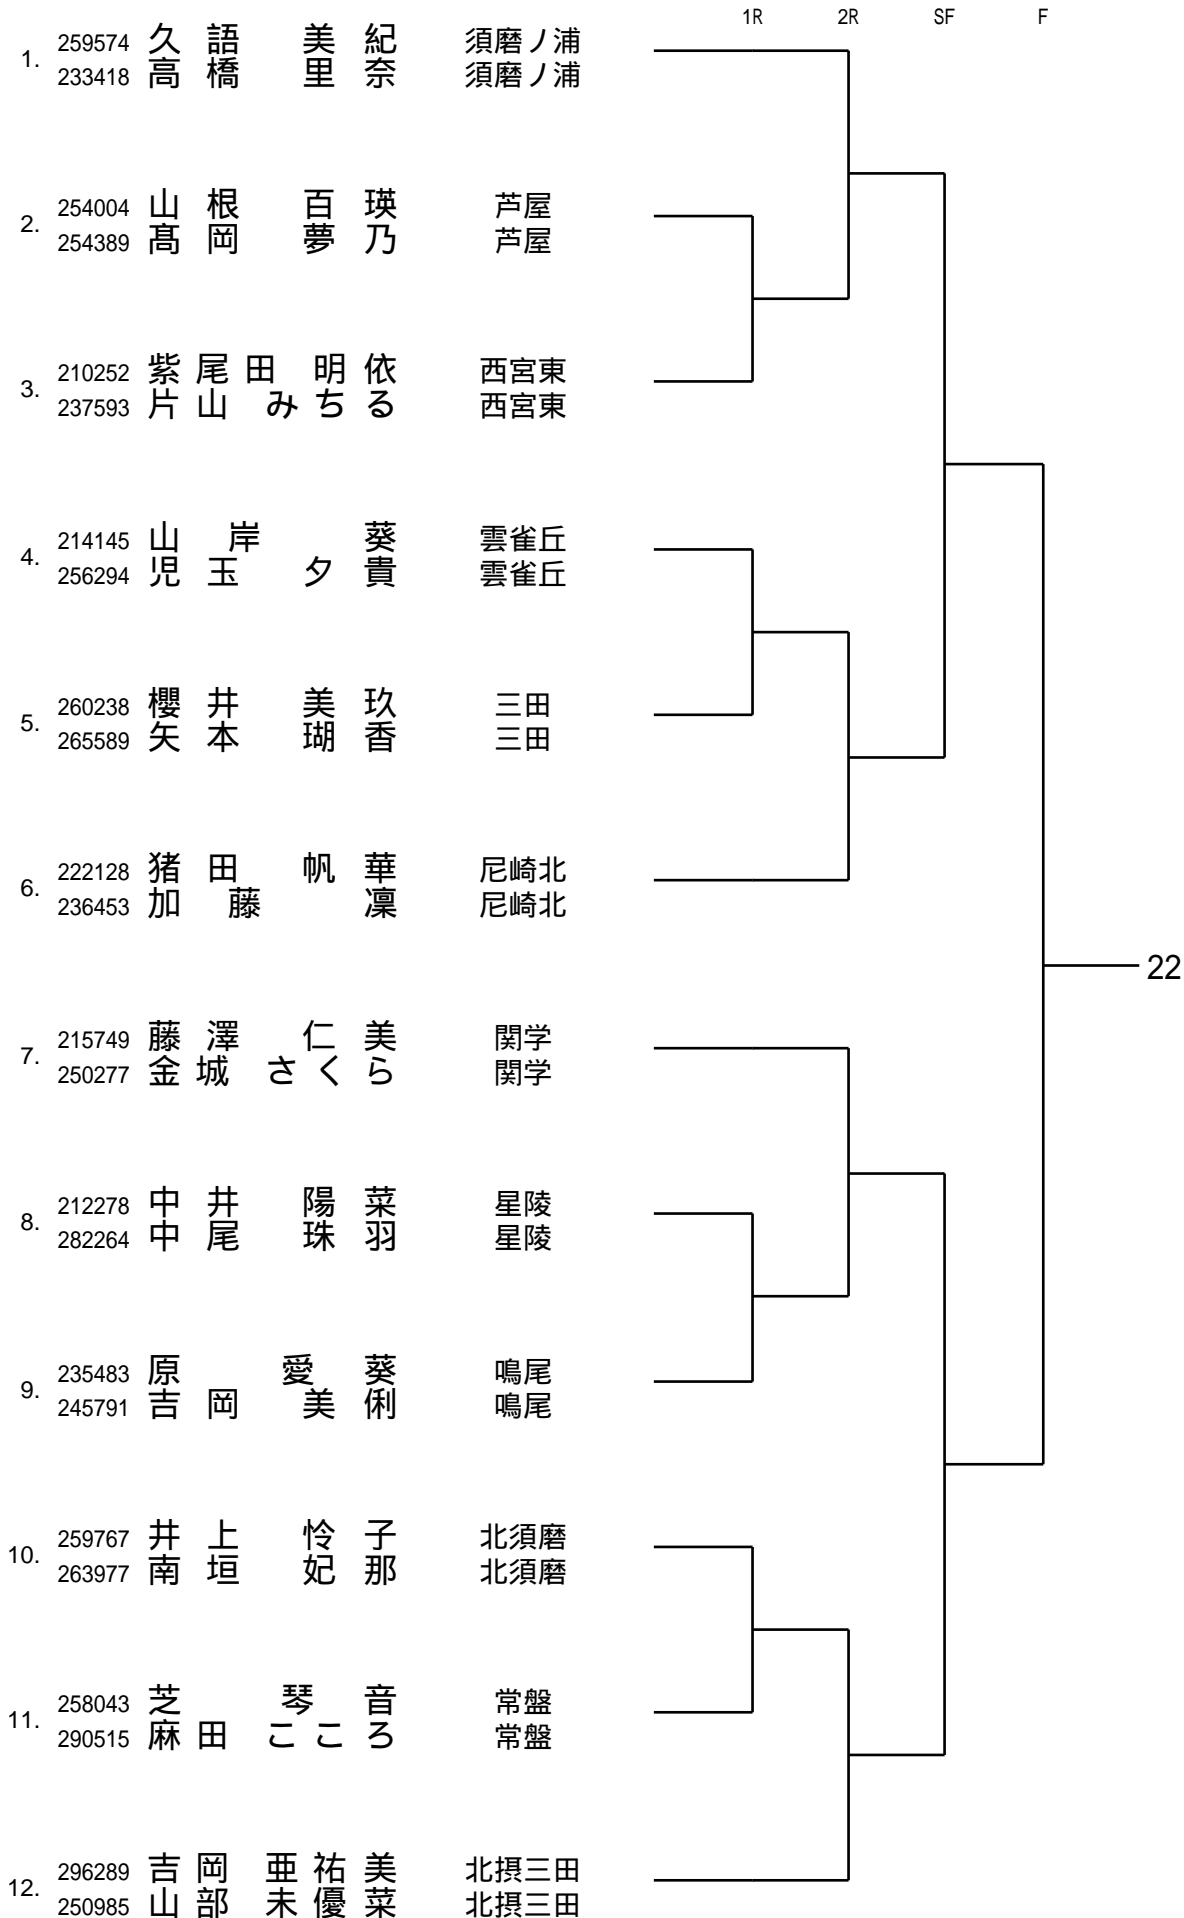 1R 2R SF F
1. 259574 久語 美紀 須磨ノ浦
233418 高橋 里奈 須磨ノ浦
2. 254004 山根 百瑛 芦屋
254389 髙岡 夢乃 芦屋
3. 210252 紫尾田 明依 西宮東
237593 片山 みちる 西宮東
4. 214145 山岸 葵 雲雀丘
256294 児玉 夕貴 雲雀丘
5. 260238 櫻井 美玖 三田
265589 矢本 瑚香 三田
6. 222128 猪田 帆華 尼崎北
236453 加藤 凜 尼崎北
22
7. 215749 藤澤 仁美 関学
250277 金城 さくら 関学
8. 212278 中井 陽菜 星陵
282264 中尾 珠羽 星陵
9. 235483 原 愛葵 鳴尾
245791 吉岡 美俐 鳴尾
10. 259767 井上 怜子 北須磨
263977 南垣 妃那 北須磨
11. 258043 芝 琴音 常盤
290515 麻田 こころ 常盤
12. 296289 吉岡 亜祐美 北摂三田
250985 山部 未優菜 北摂三田